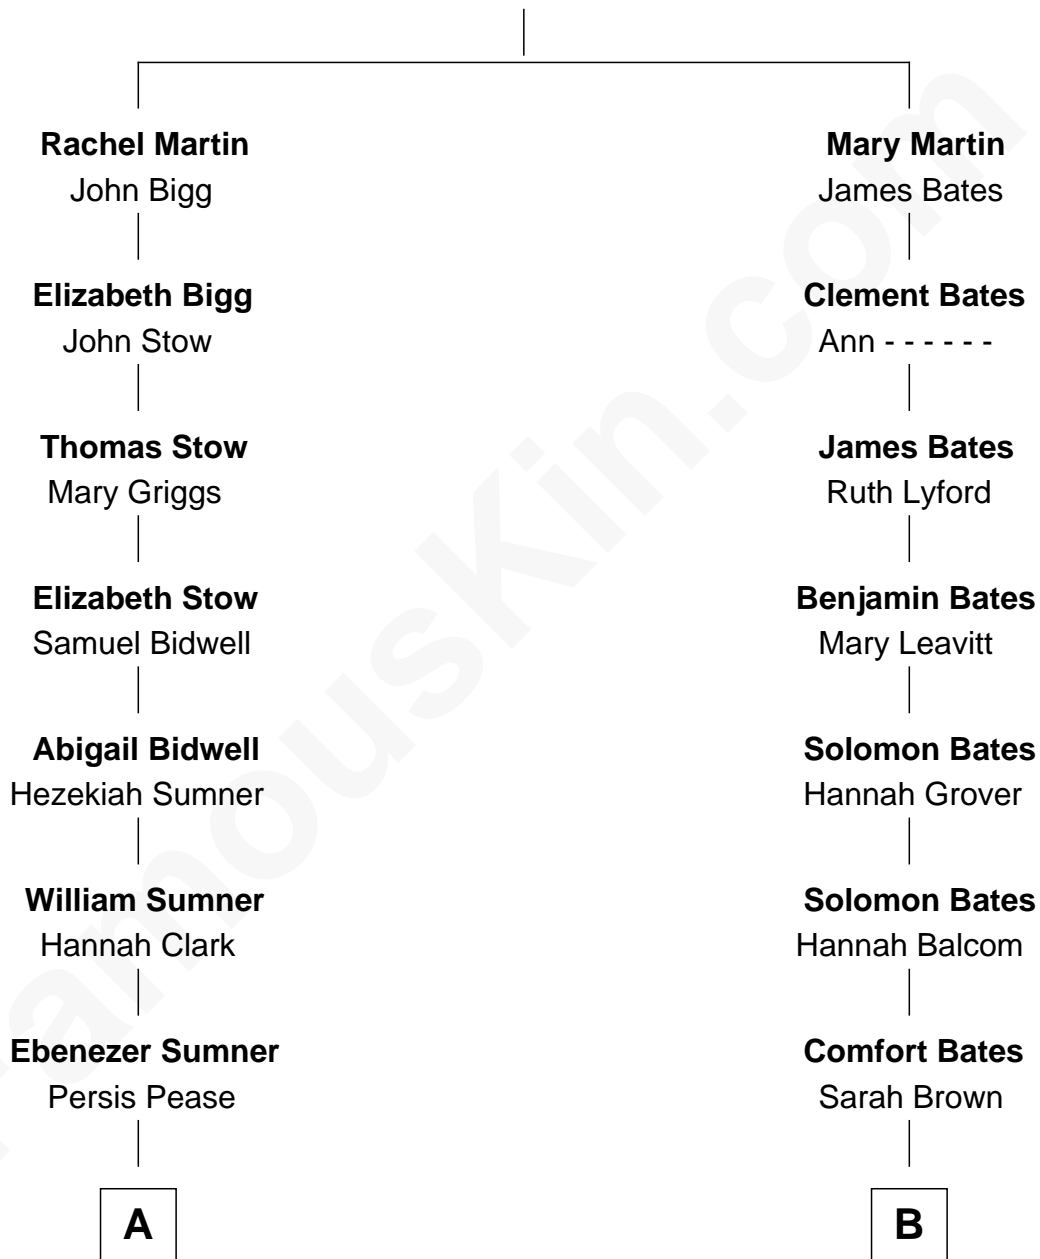 Rachel Martin
John Bigg
Mary Martin
James Bates
Elizabeth Bigg
John Stow
Clement Bates
Ann - - - - - -
Thomas Stow
Mary Griggs
James Bates
Ruth Lyford
Elizabeth Stow
Samuel Bidwell
Benjamin Bates
Mary Leavitt
Abigail Bidwell
Hezekiah Sumner
Solomon Bates
Hannah Grover
William Sumner
Hannah Clark
Solomon Bates
Hannah Balcom
Ebenezer Sumner
Persis Pease
Comfort Bates
Sarah Brown
A
B
FamousKin.com